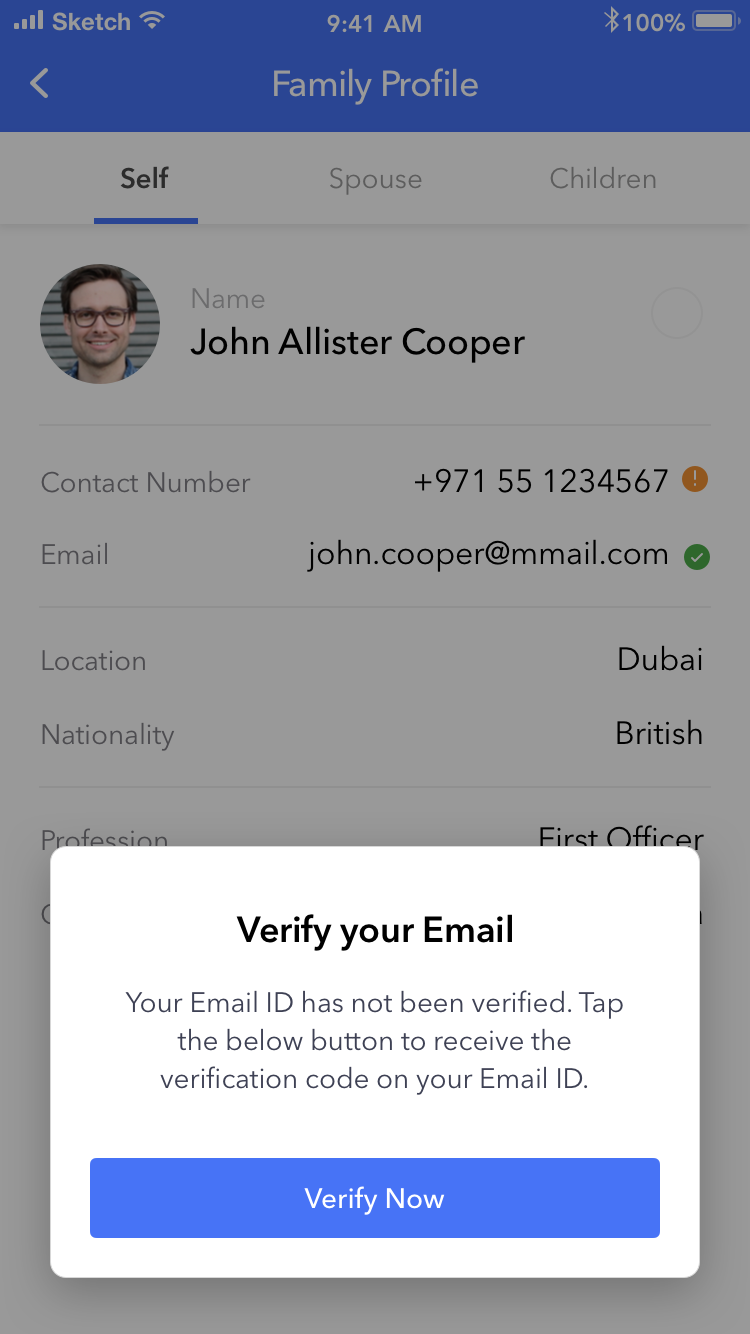 Sketch 9:41 AM 100%
Family Profile
Self Spouse Children
Name
John Allister Cooper
Contact Number +971 55 1234567
Email john.cooper@mmail.com
Location Dubai
Nationality British
Profession First Officer
Verify your Email
Your Email ID has not been verified. Tap
the below button to receive the
verification code on your Email ID.
Verify Now